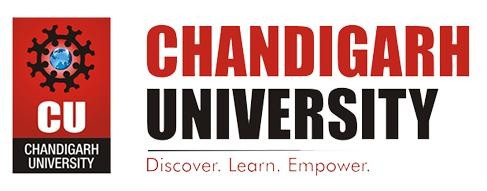 CU
CHANDIGARH
UNIVERSITY
CHANDIGARH
UNIVERSITY
Discover. Learn. Empower.